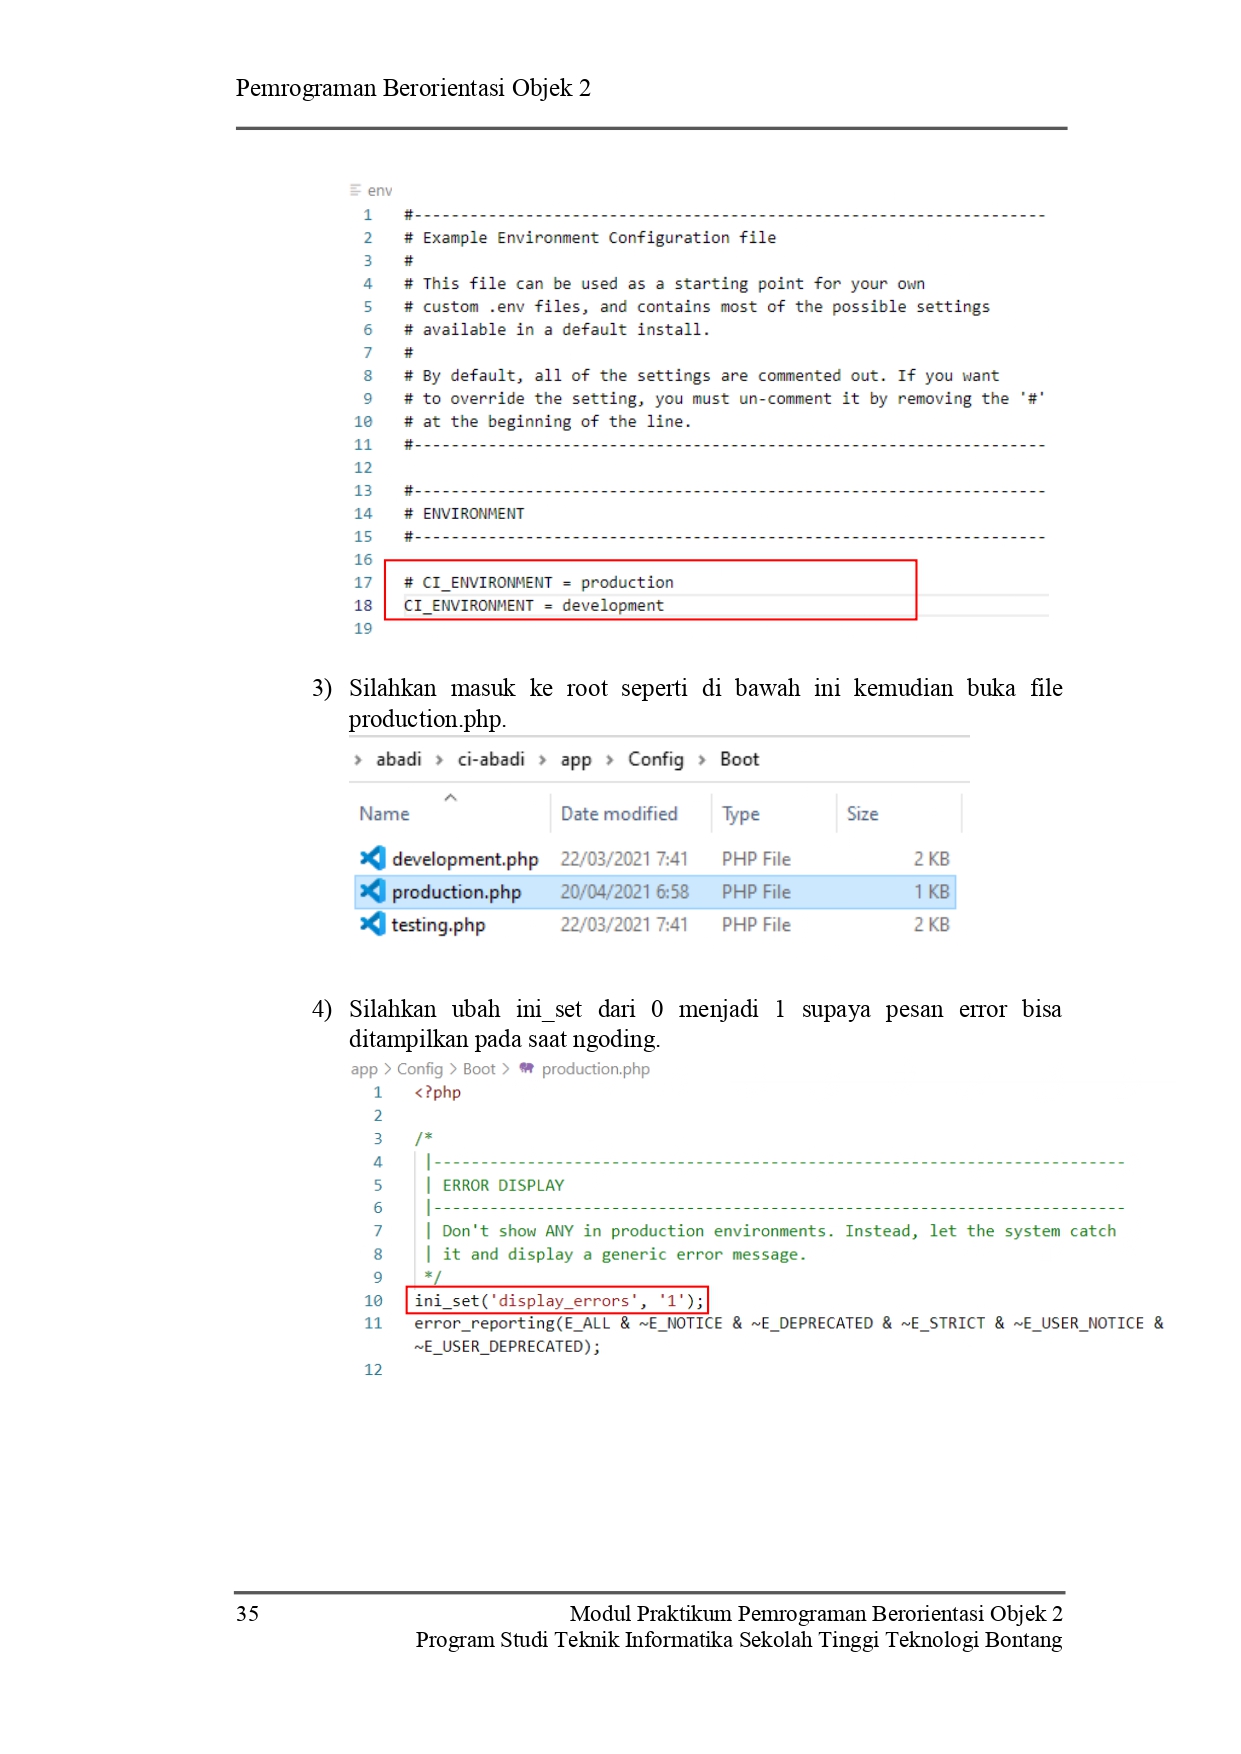 Pemrograman Berorientasi Objek 2
env
1 #--------------------------------------------------------------------
2 # Example Environment Configuration file
3 #
4 # This file can be used as a starting point for your own
5 # custom .env files, and contains most of the possible settings
6 # available in a default install.
7 #
8 # By default, all of the settings are commented out. If you want
9 # to override the setting, you must un-comment it by removing the '#'
10 # at the beginning of the line.
11 #--------------------------------------------------------------------
12
13 #--------------------------------------------------------------------
14 # ENVIRONMENT
15 #--------------------------------------------------------------------
16
17 # CI_ENVIRONMENT = production
18 CI_ENVIRONMENT = development
19
3) Silahkan masuk ke root seperti di bawah ini kemudian buka file
production.php.
> abadi > ci-abadi > app > Config > Boot
Name Date modified Type Size
development.php 22/03/2021 7:41 PHP File 2 KB
production.php 20/04/2021 6:58 PHP File 1 KB
testing.php 22/03/2021 7:41 PHP File 2 KB
4) Silahkan ubah ini_set dari 0 menjadi 1 supaya pesan error bisa
ditampilkan pada saat ngoding.
app > Config > Boot > production.php
1 <?php
2
3 /*
4 |--------------------------------------------------------------------------
5 | ERROR DISPLAY
6 |--------------------------------------------------------------------------
7 | Don't show ANY in production environments. Instead, let the system catch
8 | it and display a generic error message.
9 */
10 ini_set('display_errors', '1');
11 error_reporting(E_ALL & ~E_NOTICE & ~E_DEPRECATED & ~E_STRICT & ~E_USER_NOTICE &
~E_USER_DEPRECATED);
12
35 Modul Praktikum Pemrograman Berorientasi Objek 2
Program Studi Teknik Informatika Sekolah Tinggi Teknologi Bontang